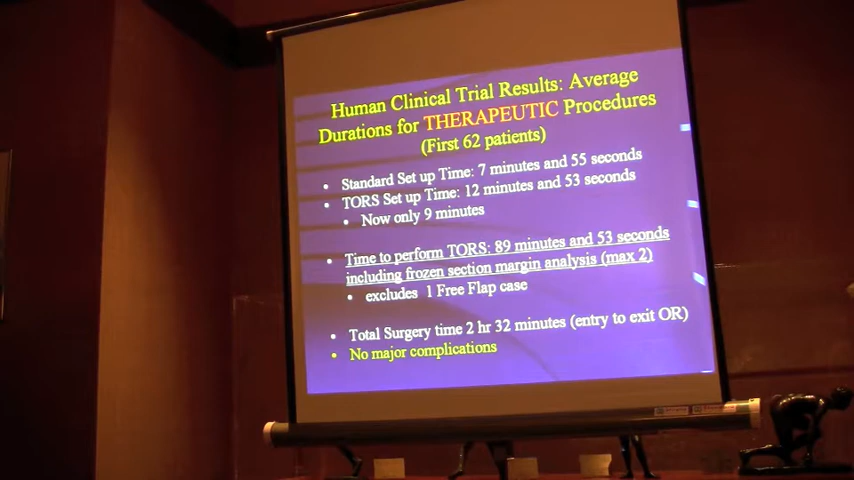 Human Clinical Trial Results: Average
Durations for THERAPEUTIC Procedures
(First 62 patients)
• Standard Set up Time: 7 minutes and 55 seconds
• TORS Set up Time: 12 minutes and 53 seconds
• Now only 9 minutes
• Time to perform TORS: 89 minutes and 53 seconds
including frozen section margin analysis (max 2)
• excludes 1 Free Flap case
• Total Surgery time 2 hr 32 minutes (entry to exit OR)
• No major complications